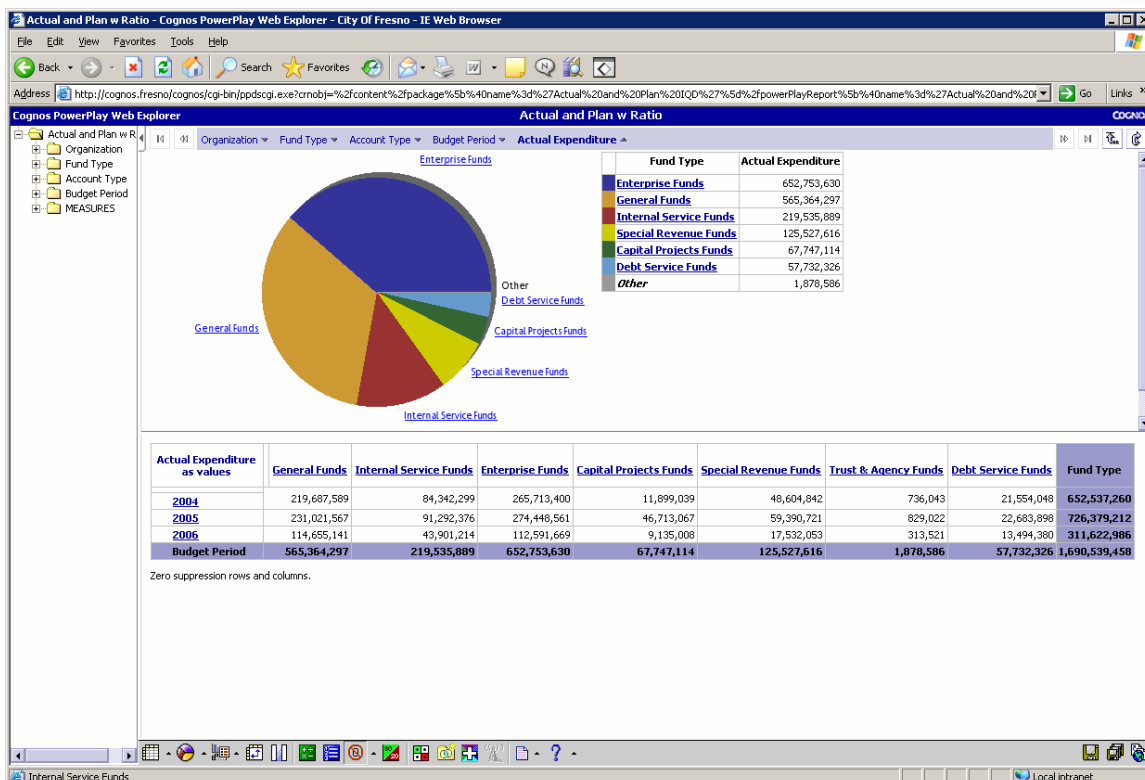 Actual and Plan w Ratio - Cognos PowerPlay Web Explorer - City Of Fresno - IE Web Browser
File Edit View Favorites Tools Help
Back Search Favorites
Address http://cognos.fresno/cognos/cgi-bin/ppdscgi.exe?crnobj=%2fcontent%2fpackage%5b%40name%3d%27Actual%20and%20Plan%20IQD%27%5d%2fpowerPlayReport%5b%40name%3d%27Actual%20and%20 Go Links
Cognos PowerPlay Web Explorer Actual and Plan w Ratio COGNO
Actual and Plan w R
Organization
Fund Type
Account Type
Budget Period
MEASURES
Organization Fund Type Account Type Budget Period Actual Expenditure
Enterprise Funds
Other
Debt Service Funds
General Funds
Capital Projects Funds
Special Revenue Funds
Internal Service Funds
Fund Type Actual Expenditure
Enterprise Funds 652,753,630
General Funds 565,364,297
Internal Service Funds 219,535,889
Special Revenue Funds 125,527,616
Capital Projects Funds 67,747,114
Debt Service Funds 57,732,326
Other 1,878,586
Actual Expenditure
as values General Funds Internal Service Funds Enterprise Funds Capital Projects Funds Special Revenue Funds Trust & Agency Funds Debt Service Funds Fund Type
2004 219,687,589 84,342,299 265,713,400 11,899,039 48,604,842 736,043 21,554,048 652,537,260
2005 231,021,567 91,292,376 274,448,561 46,713,067 59,390,721 829,022 22,683,898 726,379,212
2006 114,655,141 43,901,214 112,591,669 9,135,008 17,532,053 313,521 13,494,380 311,622,986
Budget Period 565,364,297 219,535,889 652,753,630 67,747,114 125,527,616 1,878,586 57,732,326 1,690,539,458
Zero suppression rows and columns.
Internal Service Funds Local intranet